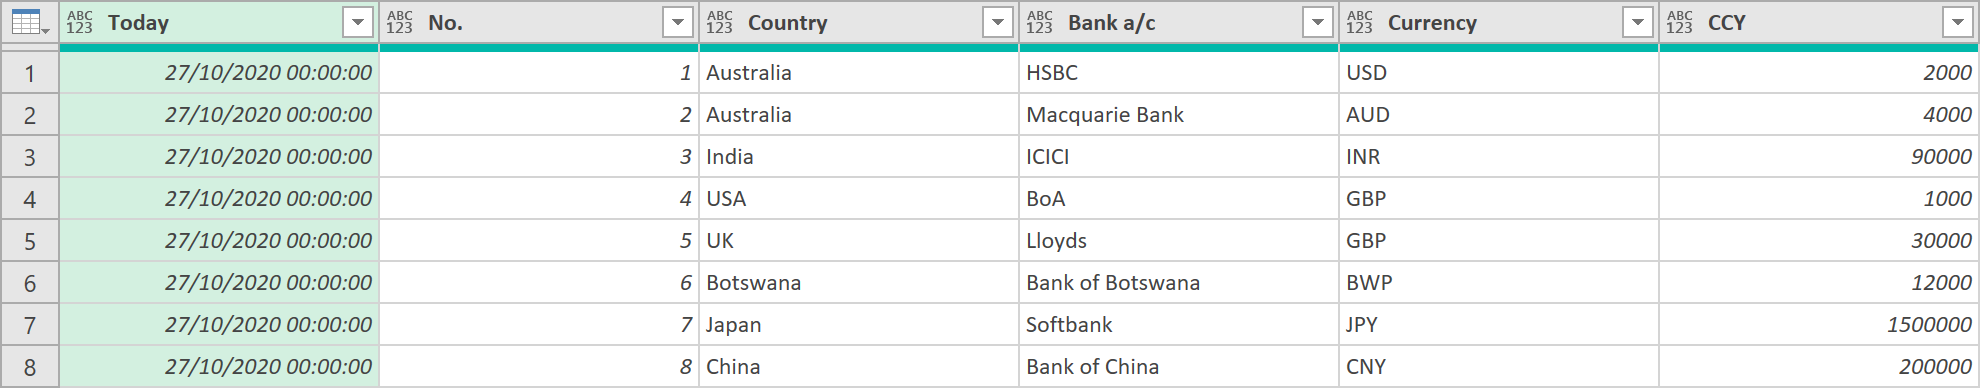 ABC 123 Today ABC 123 No. ABC 123 Country ABC 123 Bank a/c ABC 123 Currency ABC 123 CCY
1 27/10/2020 00:00:00 1 Australia HSBC USD 2000
2 27/10/2020 00:00:00 2 Australia Macquarie Bank AUD 4000
3 27/10/2020 00:00:00 3 India ICICI INR 90000
4 27/10/2020 00:00:00 4 USA BoA GBP 1000
5 27/10/2020 00:00:00 5 UK Lloyds GBP 30000
6 27/10/2020 00:00:00 6 Botswana Bank of Botswana BWP 12000
7 27/10/2020 00:00:00 7 Japan Softbank JPY 1500000
8 27/10/2020 00:00:00 8 China Bank of China CNY 200000